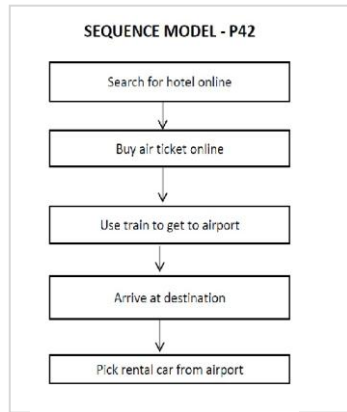 SEQUENCE MODEL - P42
Search for hotel online
Buy air ticket online
Use train to get to airport
Arrive at destination
Pick rental car from airport